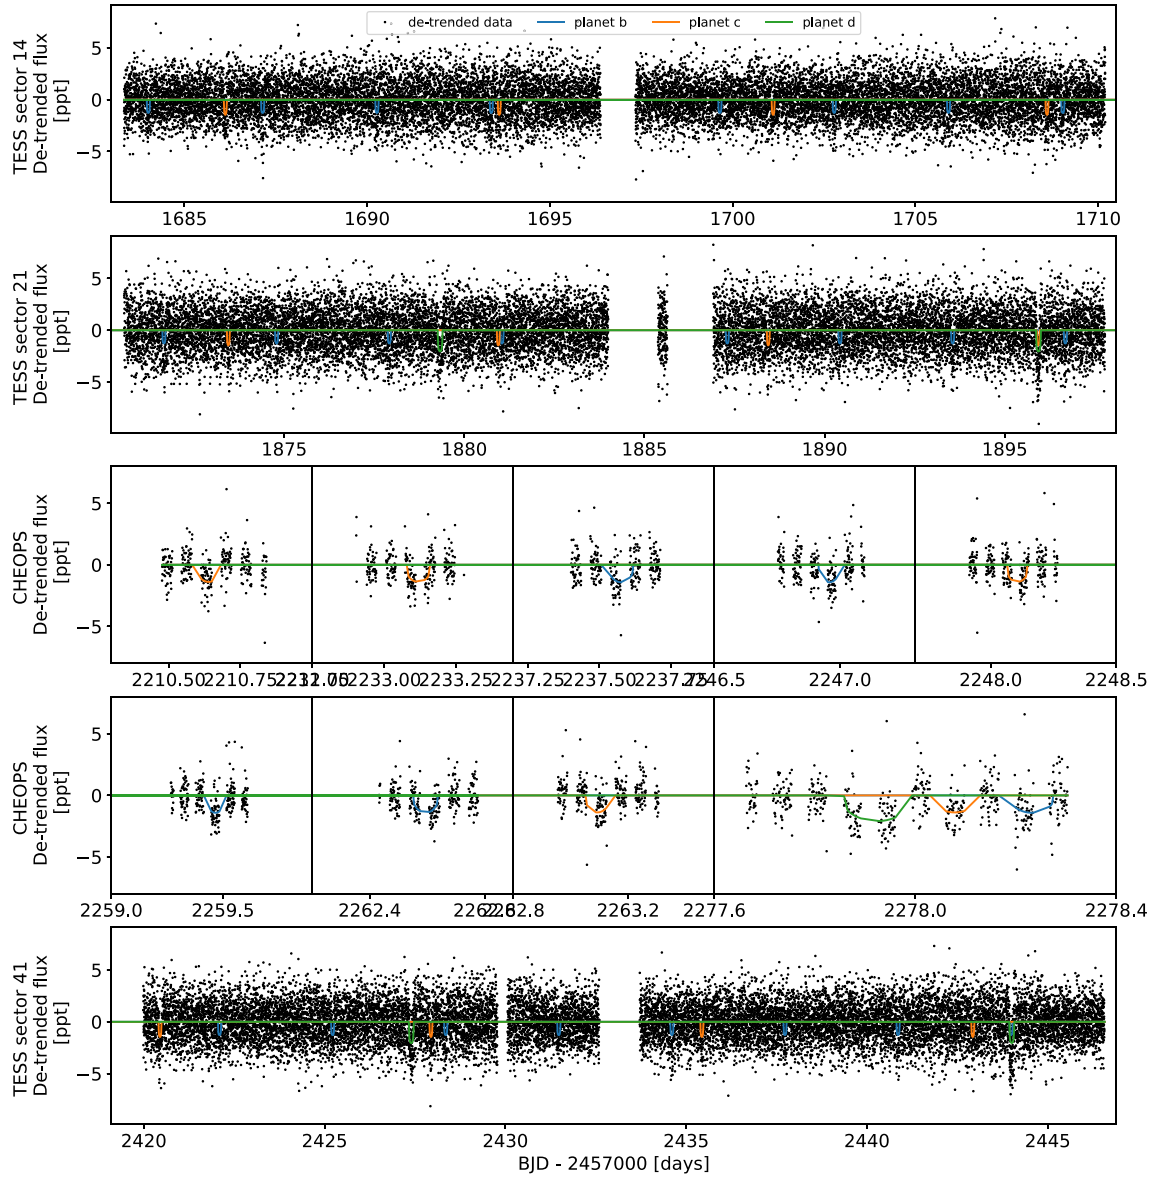 de-trended data planet b planet c planet d
TESS sector 14
De-trended flux
[ppt]
5
0
−5
1685 1690 1695 1700 1705 1710
TESS sector 21
De-trended flux
[ppt]
5
0
−5
1875 1880 1885 1890 1895
CHEOPS
De-trended flux
[ppt]
5
0
−5
2210.50 2210.75 2233.00 2233.25 2237.25 2237.50 2247.0 2248.0 2248.5
CHEOPS
De-trended flux
[ppt]
5
0
−5
2259.0 2259.5 2262.4 2262.8 2263.2 2277.6 2278.0 2278.4
TESS sector 41
De-trended flux
[ppt]
5
0
−5
2420 2425 2430 2435 2440 2445
BJD - 2457000 [days]